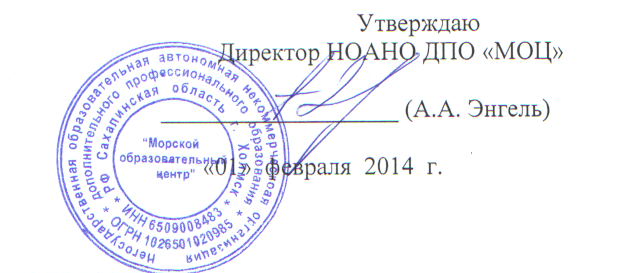 Утверждаю
Директор НОАНО ДПО «МОЦ»
(А.А. Энгель)
«01» февраля 2014 г.
Негосударственная образовательная автономная некоммерческая организация
* дополнительного профессионального образования *
РФ Сахалинская область г. Холмск
* ИНН 6509008483 *
* ОГРН 1026501020985 *
"Морской
образовательный
центр"